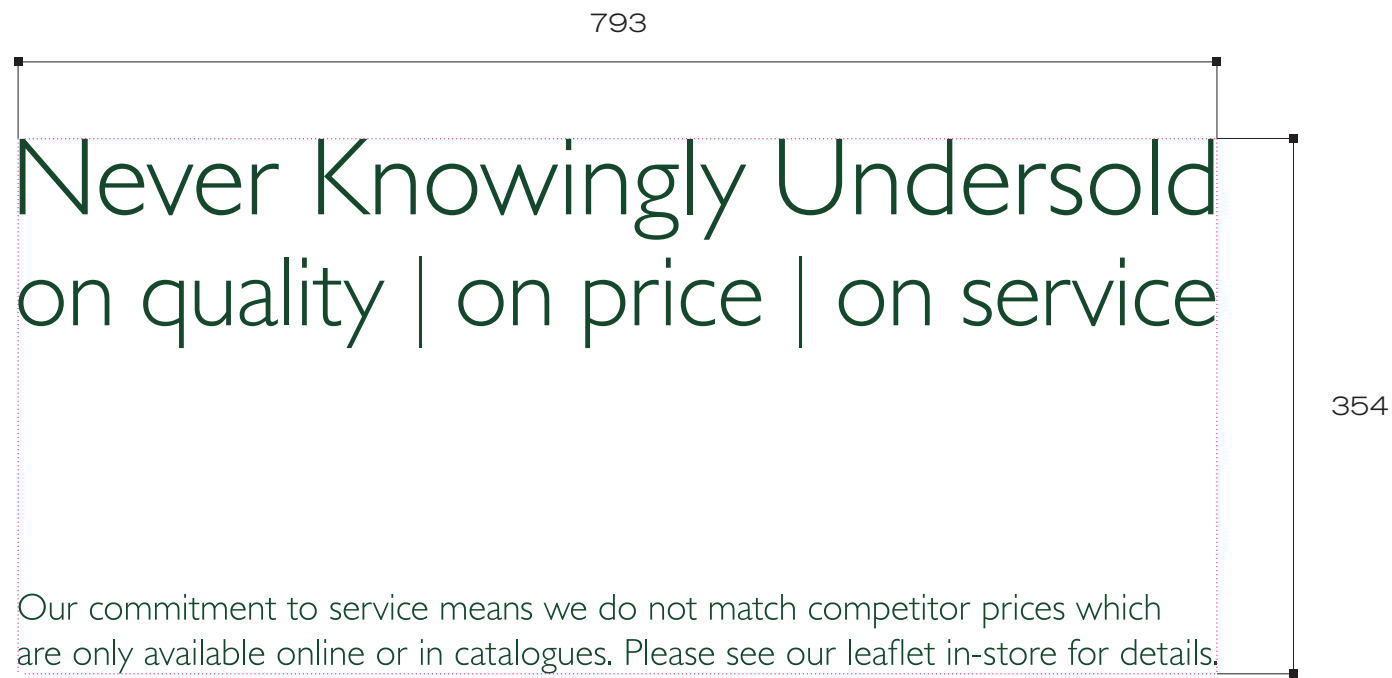 793
Never Knowingly Undersold
on quality | on price | on service
354
Our commitment to service means we do not match competitor prices which
are only available online or in catalogues. Please see our leaflet in-store for details.